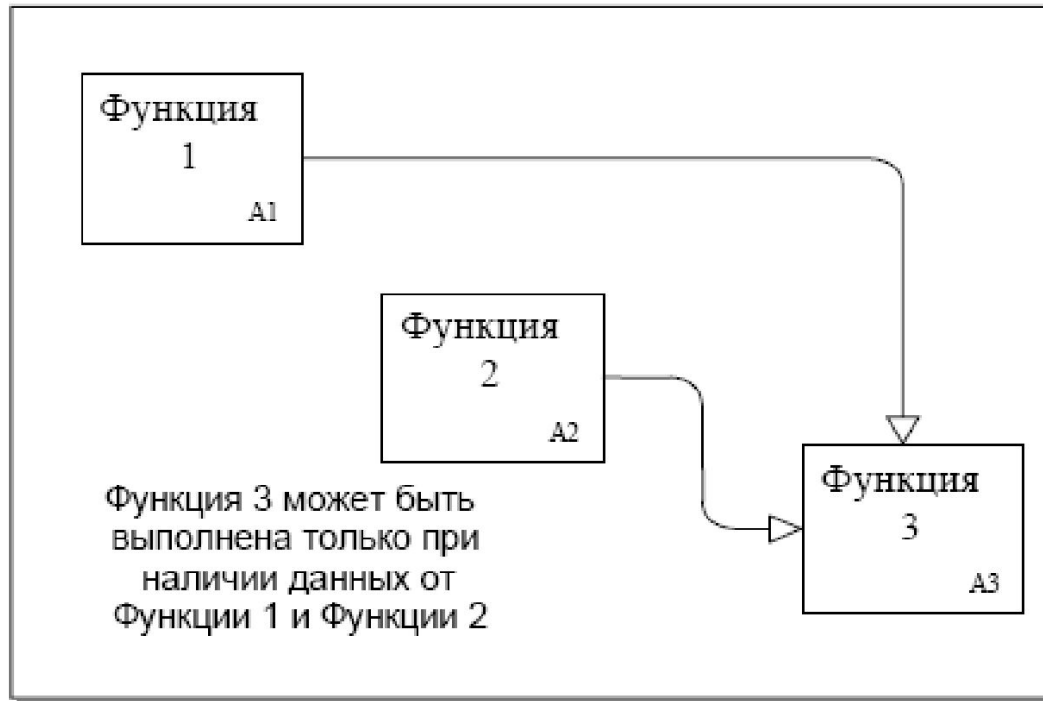 Функция
1
A1
Функция
2
A2
Функция
3
A3
Функция 3 может быть
выполнена только при
наличии данных от
Функции 1 и Функции 2